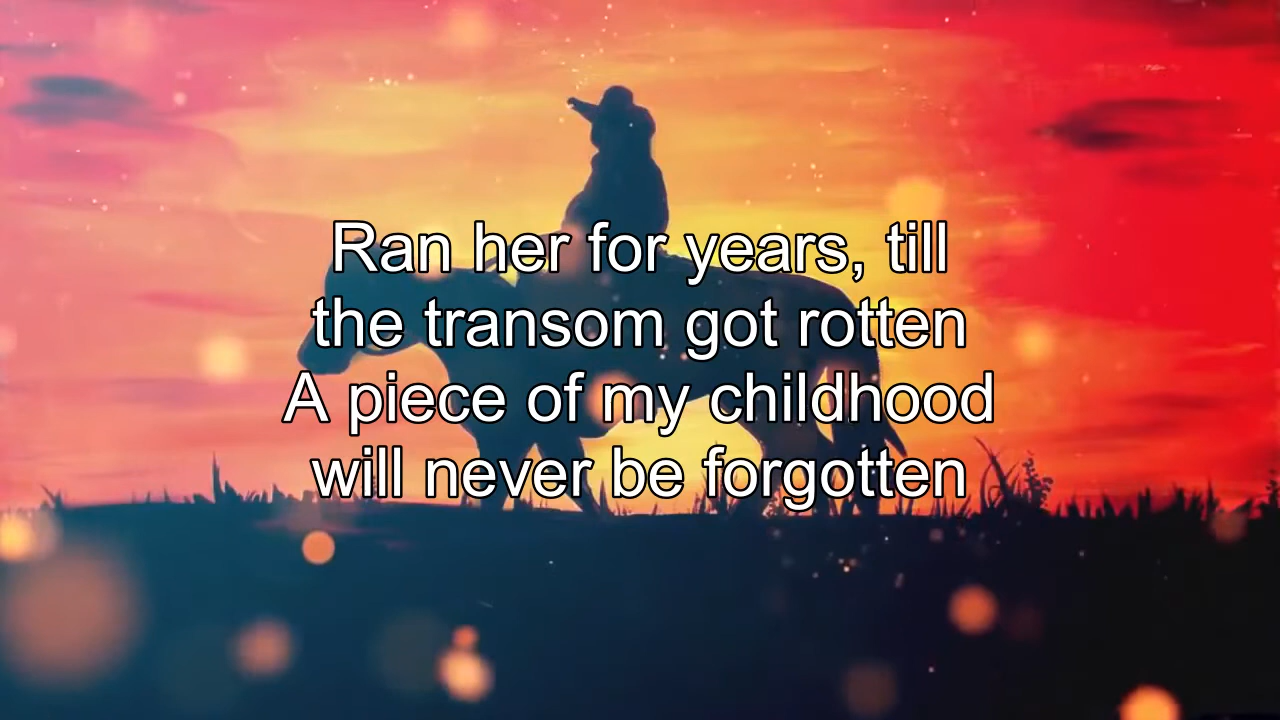 Ran her for years, till
the transom got rotten
A piece of my childhood
will never be forgotten